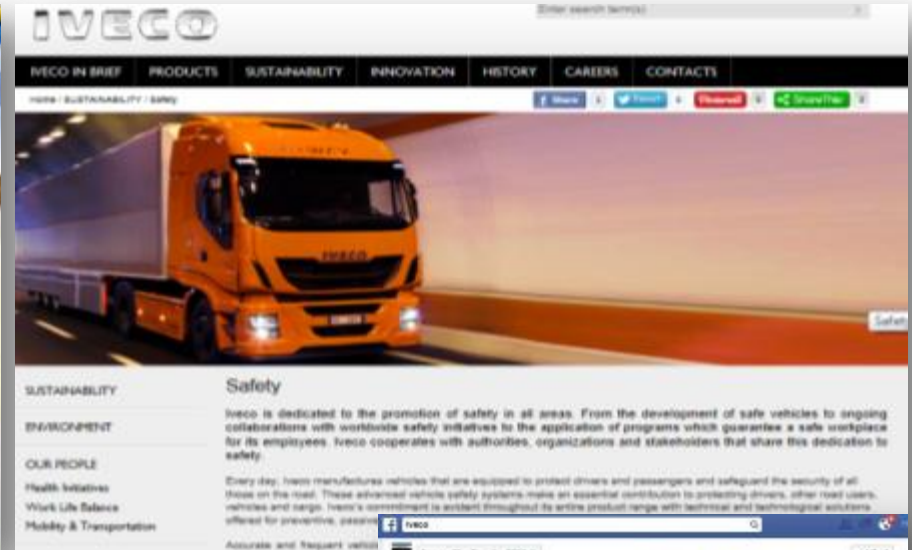 IVECO
Enter search term(s)
IVECO IN BRIEF PRODUCTS SUSTAINABILITY INNOVATION HISTORY CAREERS CONTACTS
Home / SUSTAINABILITY / Safety
Share Tweet Pinterest ShareThis
IVECO
Safety
SUSTAINABILITY
ENVIRONMENT
OUR PEOPLE
Health Initiatives
Work Life Balance
Mobility & Transportation
Safety
Iveco is dedicated to the promotion of safety in all areas. From the development of safe vehicles to ongoing
collaborations with worldwide safety initiatives to the application of programs which guarantee a safe workplace
for its employees. Iveco cooperates with authorities, organizations and stakeholders that share this dedication to
safety.
Every day, Iveco manufactures vehicles that are equipped to protect drivers and passengers and safeguard the security of all
those on the road. These advanced vehicle safety systems make an essential contribution to protecting drivers, other road users,
vehicles and cargo. Iveco's commitment is evident throughout its entire product range with technical and technological solutions
offered for preventive, passive
Accurate and frequent vehicle
f Iveco